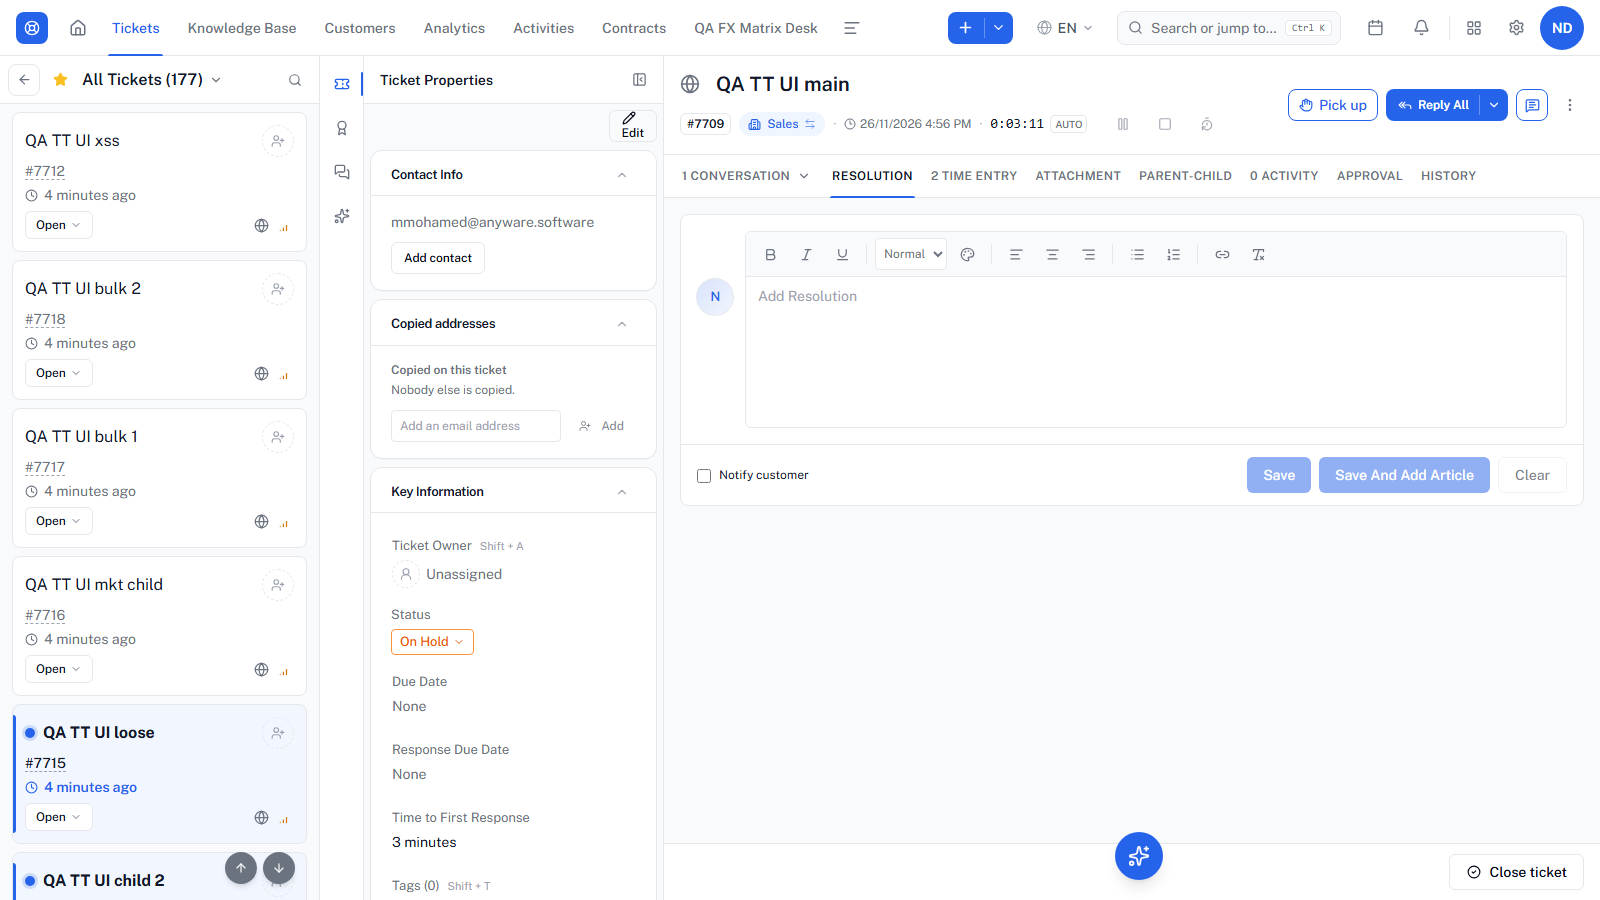 Tickets
Knowledge Base
Customers
Analytics
Activities
Contracts
QA FX Matrix Desk
EN
Search or jump to...
Ctrl K
ND
All Tickets (177)
QA TT UI xss
#7712
4 minutes ago
Open
QA TT UI bulk 2
#7718
4 minutes ago
Open
QA TT UI bulk 1
#7717
4 minutes ago
Open
QA TT UI mkt child
#7716
4 minutes ago
Open
QA TT UI loose
#7715
4 minutes ago
Open
QA TT UI child 2
Ticket Properties
Edit
Contact Info
mmohamed@anyware.software
Add contact
Copied addresses
Copied on this ticket
Nobody else is copied.
Add an email address
Add
Key Information
Ticket Owner Shift + A
Unassigned
Status
On Hold
Due Date
None
Response Due Date
None
Time to First Response
3 minutes
Tags (0) Shift + T
QA TT UI main
#7709 Sales · 26/11/2026 4:56 PM · 0:03:11 AUTO
Pick up
Reply All
1 CONVERSATION
RESOLUTION
2 TIME ENTRY
ATTACHMENT
PARENT-CHILD
0 ACTIVITY
APPROVAL
HISTORY
Normal
N
Add Resolution
Notify customer
Save
Save And Add Article
Clear
Close ticket